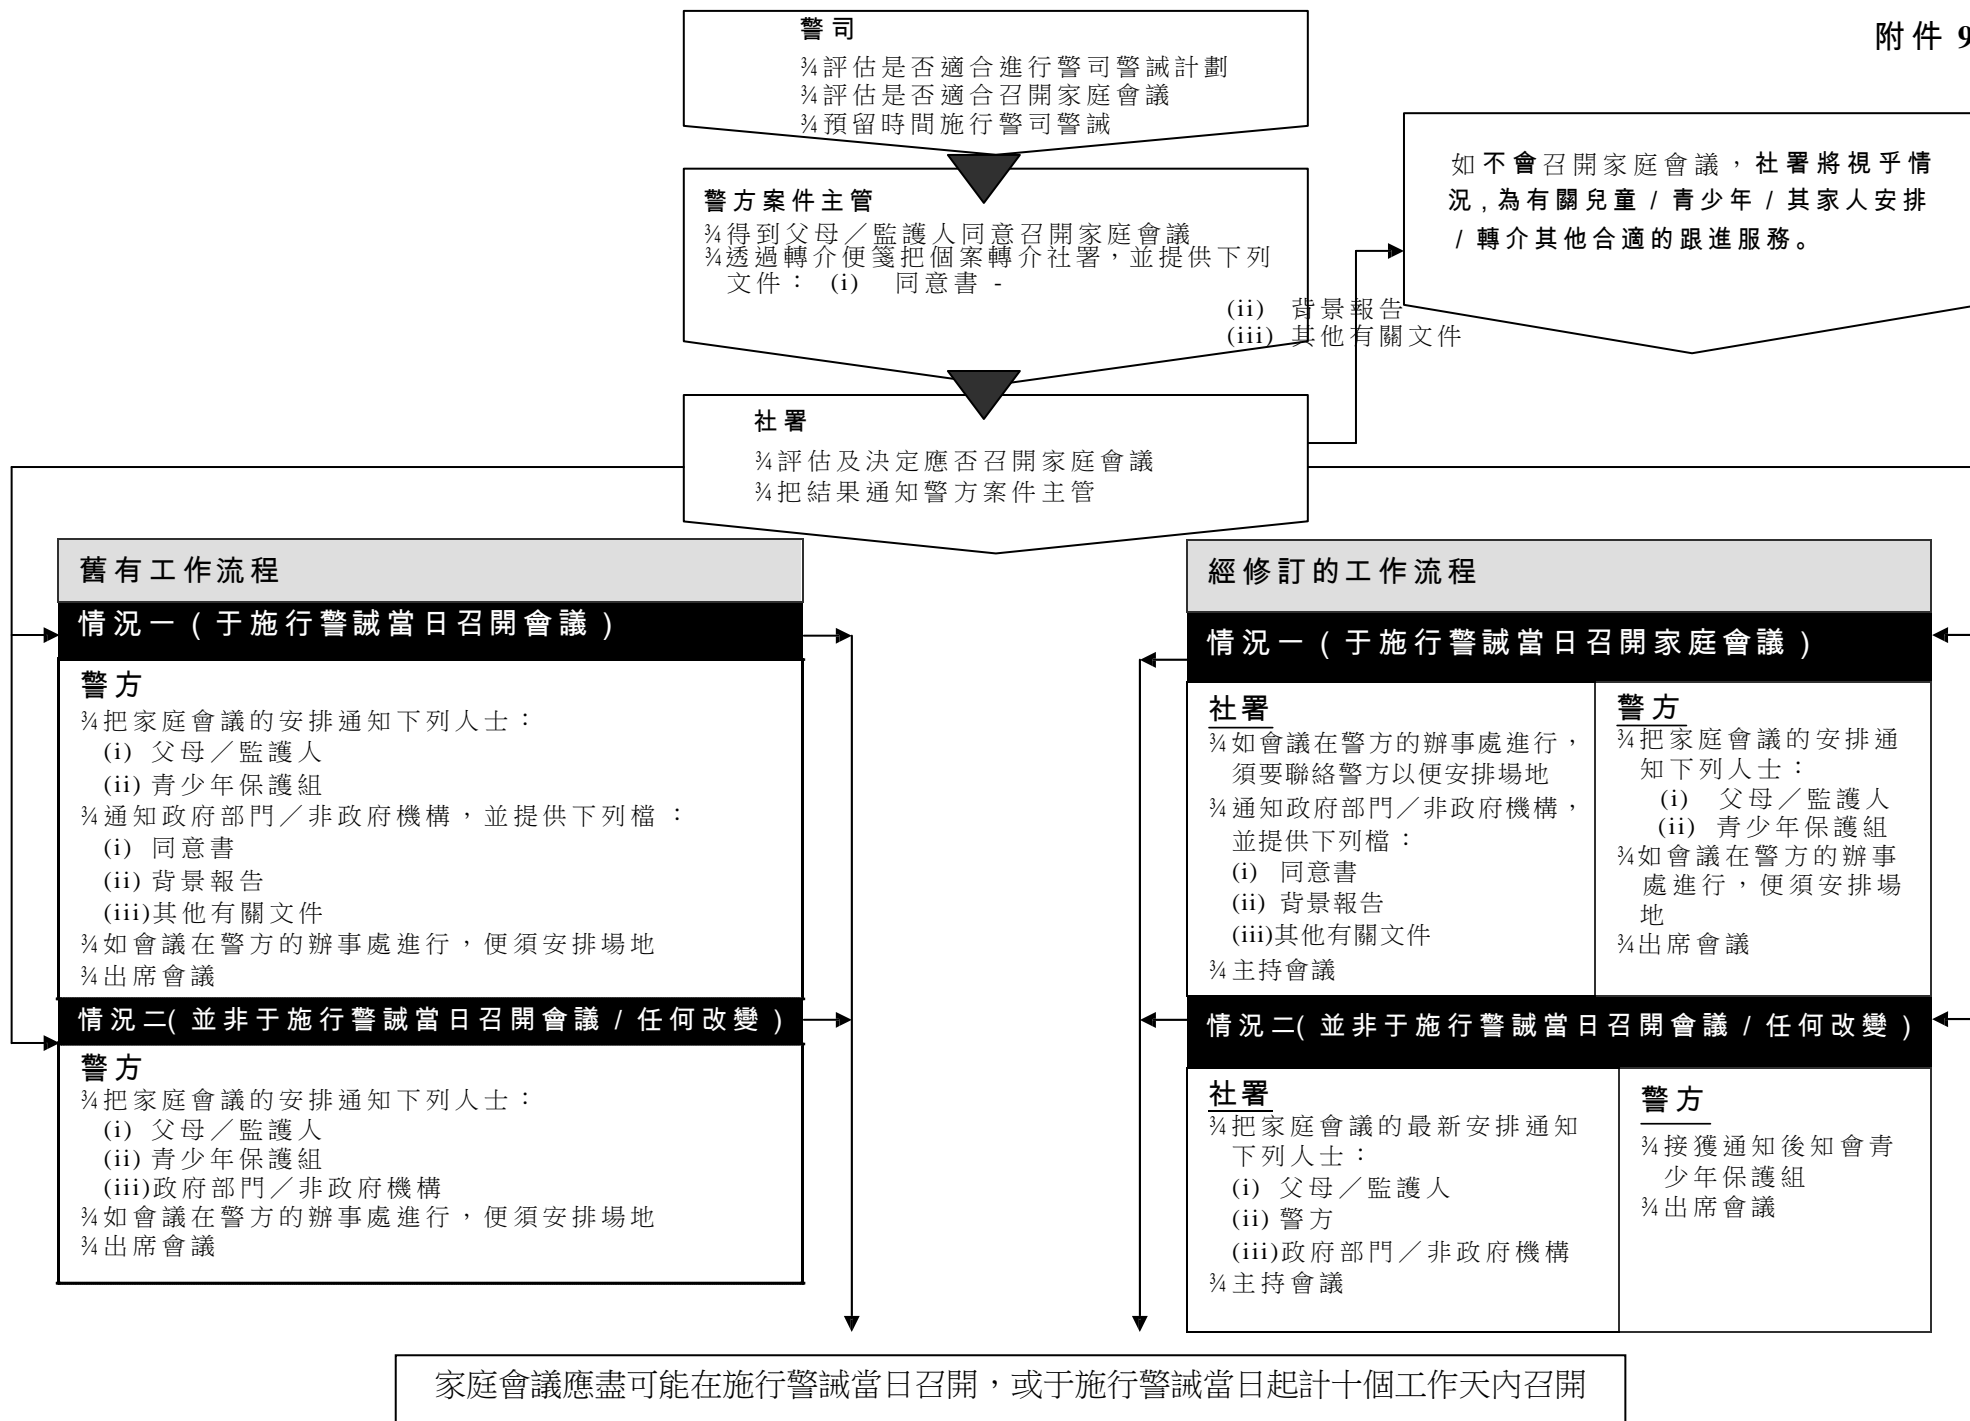 附件 9
警司
¾評估是否適合進行警司警誡計劃
¾評估是否適合召開家庭會議
¾預留時間施行警司警誡
警方案件主管
¾得到父母／監護人同意召開家庭會議
¾透過轉介便箋把個案轉介社署，並提供下列
文件： (i) 同意書 -
(ii) 背景報告
(iii) 其他有關文件
如不會召開家庭會議，社署將視乎情
況 , 為有關兒童 / 青少年 / 其家人安排
/ 轉介其他合適的跟進服務。
社署
¾評估及決定應否召開家庭會議
¾把結果通知警方案件主管
舊有工作流程
情況一 ( 于施行警誡當日召開會議 )
警方
¾把家庭會議的安排通知下列人士：
(i) 父母／監護人
(ii) 青少年保護組
¾通知政府部門／非政府機構，並提供下列檔：
(i) 同意書
(ii) 背景報告
(iii)其他有關文件
¾如會議在警方的辦事處進行，便須安排場地
¾出席會議
情況二( 並非于施行警誡當日召開會議 / 任何改變 )
警方
¾把家庭會議的安排通知下列人士：
(i) 父母／監護人
(ii) 青少年保護組
(iii)政府部門／非政府機構
¾如會議在警方的辦事處進行，便須安排場地
¾出席會議
經修訂的工作流程
情況一 ( 于施行警誡當日召開家庭會議 )
社署
¾如會議在警方的辦事處進行，
須要聯絡警方以便安排場地
¾通知政府部門／非政府機構，
並提供下列檔：
(i) 同意書
(ii) 背景報告
(iii)其他有關文件
¾主持會議
警方
¾把家庭會議的安排通
知下列人士：
(i) 父母／監護人
(ii) 青少年保護組
¾如會議在警方的辦事
處進行，便須安排場
地
¾出席會議
情況二( 並非于施行警誡當日召開會議 / 任何改變 )
社署
¾把家庭會議的最新安排通知
下列人士：
(i) 父母／監護人
(ii) 警方
(iii)政府部門／非政府機構
¾主持會議
警方
¾接獲通知後知會青
少年保護組
¾出席會議
家庭會議應盡可能在施行警誡當日召開，或于施行警誡當日起計十個工作天內召開